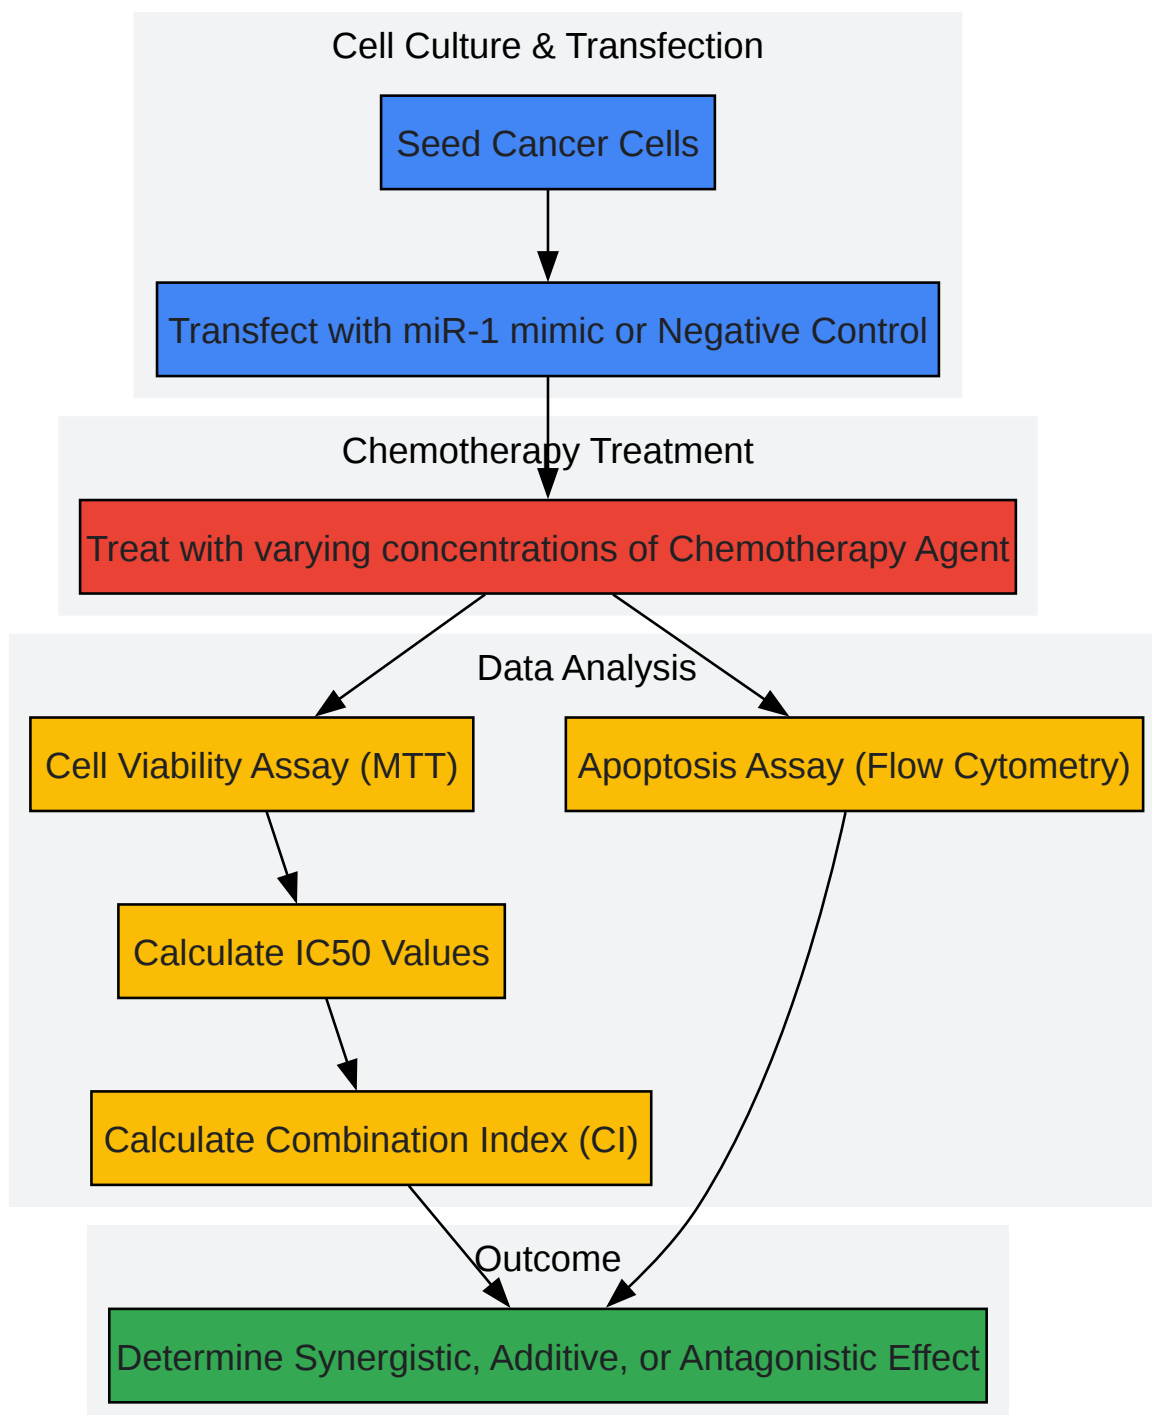 Cell Culture & Transfection
Seed Cancer Cells
Transfect with miR-1 mimic or Negative Control
Chemotherapy Treatment
Treat with varying concentrations of Chemotherapy Agent
Data Analysis
Cell Viability Assay (MTT)
Apoptosis Assay (Flow Cytometry)
Calculate IC50 Values
Calculate Combination Index (CI)
Outcome
Determine Synergistic, Additive, or Antagonistic Effect